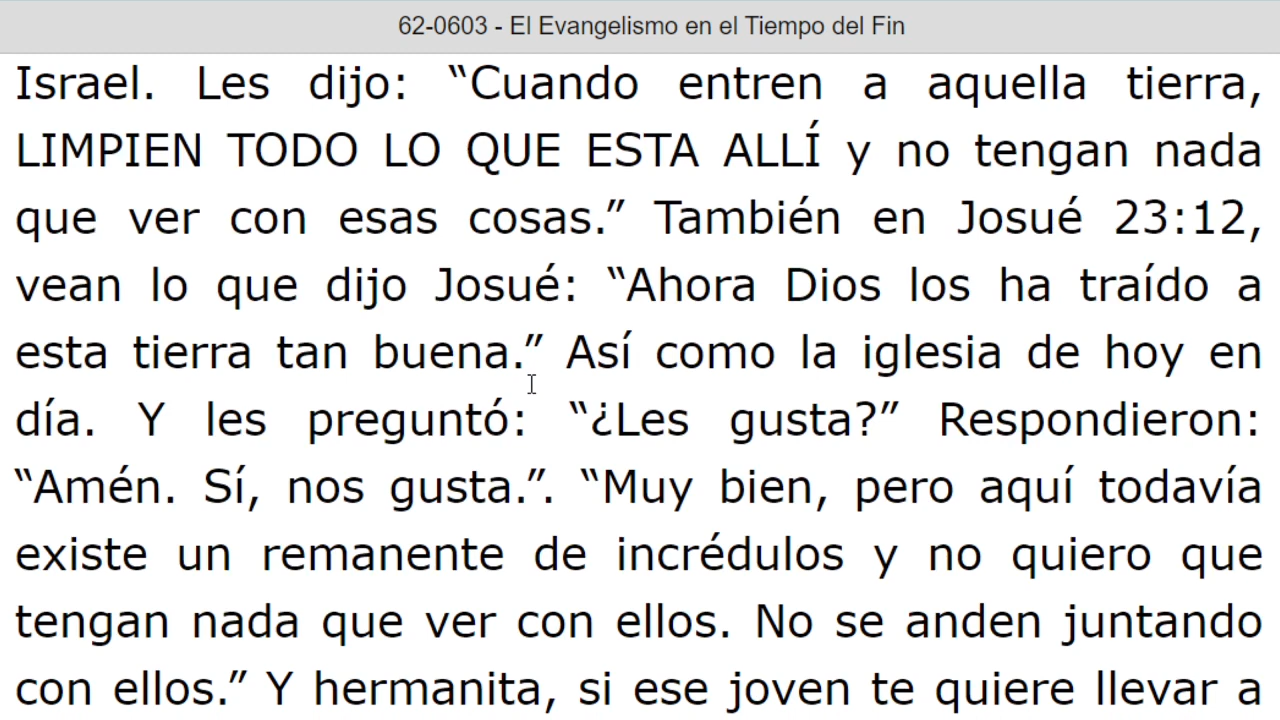 62-0603 - El Evangelismo en el Tiempo del Fin
Israel. Les dijo: “Cuando entren a aquella tierra,
LIMPIEN TODO LO QUE ESTA ALLÍ y no tengan nada
que ver con esas cosas.” También en Josué 23:12,
vean lo que dijo Josué: “Ahora Dios los ha traído a
esta tierra tan buena.” Así como la iglesia de hoy en
día. Y les preguntó: “¿Les gusta?” Respondieron:
“Amén. Sí, nos gusta.”. “Muy bien, pero aquí todavía
existe un remanente de incrédulos y no quiero que
tengan nada que ver con ellos. No se anden juntando
con ellos.” Y hermanita, si ese joven te quiere llevar a